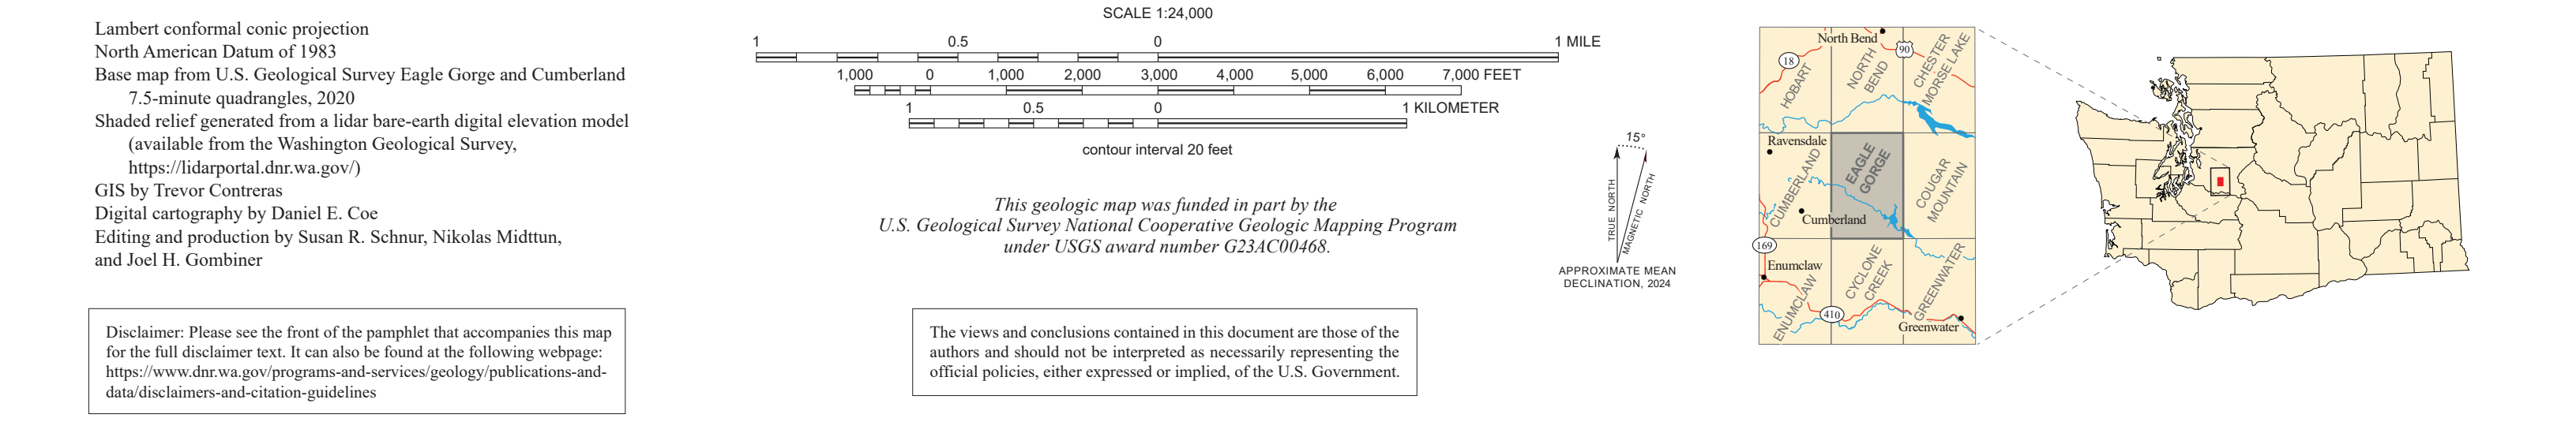 Lambert conformal conic projection
North American Datum of 1983
Base map from U.S. Geological Survey Eagle Gorge and Cumberland
7.5-minute quadrangles, 2020
Shaded relief generated from a lidar bare-earth digital elevation model
(available from the Washington Geological Survey,
https://lidarportal.dnr.wa.gov/)
GIS by Trevor Contreras
Digital cartography by Daniel E. Coe
Editing and production by Susan R. Schnur, Nikolas Midttun,
and Joel H. Gombiner
Disclaimer: Please see the front of the pamphlet that accompanies this map
for the full disclaimer text. It can also be found at the following webpage:
https://www.dnr.wa.gov/programs-and-services/geology/publications-and-
data/disclaimers-and-citation-guidelines
SCALE 1:24,000
1 0.5 0 1 MILE
1,000 0 1,000 2,000 3,000 4,000 5,000 6,000 7,000 FEET
1 0.5 0 1 KILOMETER
contour interval 20 feet
This geologic map was funded in part by the
U.S. Geological Survey National Cooperative Geologic Mapping Program
under USGS award number G23AC00468.
The views and conclusions contained in this document are those of the
authors and should not be interpreted as necessarily representing the
official policies, either expressed or implied, of the U.S. Government.
15°
TRUE NORTH
MAGNETIC NORTH
APPROXIMATE MEAN
DECLINATION, 2024
North Bend
90
18
HOBART
NORTH
BEND
CHESTER
MORSE LAKE
Ravensdale
CUMBERLAND
EAGLE
GORGE
COUGAR
MOUNTAIN
Cumberland
169
Enumclaw
ENUMCLAW
CYCLONE
CREEK
GREENWATER
410
Greenwater